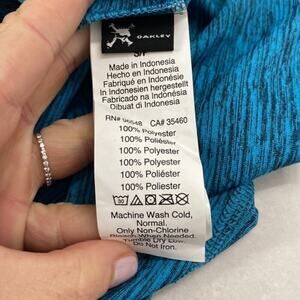 OAKLEY
S/P
Made in Indonesia
Hecho en Indonesia
Fabriqué en Indonésie
In Indonesien hergestellt
Fabricado na Indonésia
Dibuat di Indonesia
RN# 96548 CA# 35460
100% Polyester
100% Poliéster
100% Polyester
100% Polyester
100% Poliéster
100% Poliester
30
Machine Wash Cold,
Normal.
Only Non-Chlorine
Bleach When Needed.
Tumble Dry Low.
Do Not Iron.